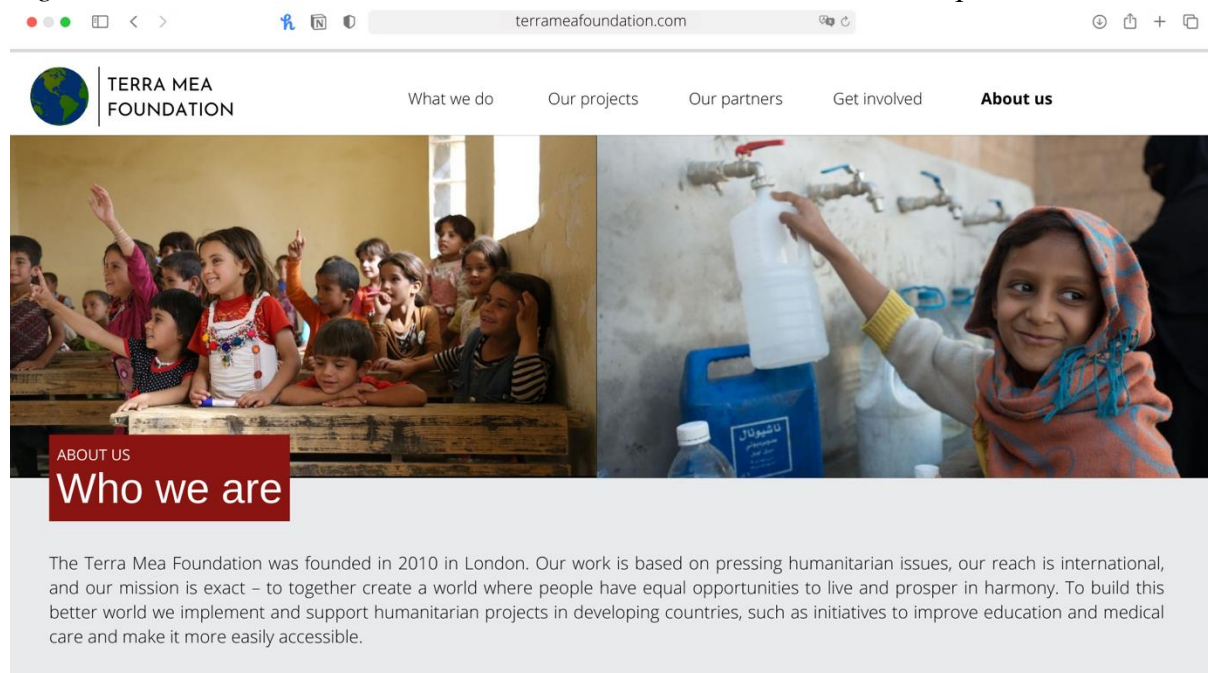 terrameafoundation.com
TERRA MEA
FOUNDATION
What we do Our projects Our partners Get involved About us
ناشيونال
ABOUT US
Who we are
The Terra Mea Foundation was founded in 2010 in London. Our work is based on pressing humanitarian issues, our reach is international,
and our mission is exact – to together create a world where people have equal opportunities to live and prosper in harmony. To build this
better world we implement and support humanitarian projects in developing countries, such as initiatives to improve education and medical
care and make it more easily accessible.